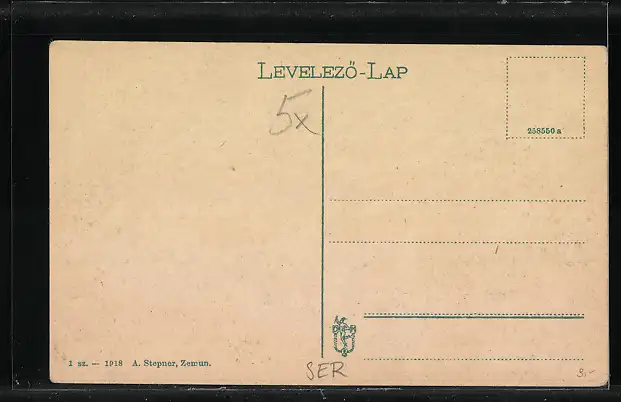 LEVELEZŐ-LAP
5x
258550 a
1 sz. — 1918 A. Stepner, Zemun.
SER